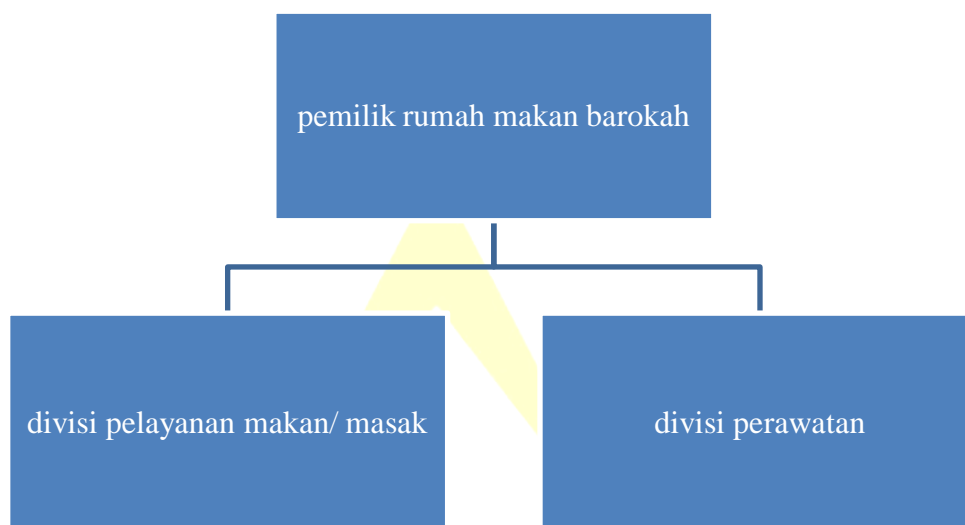 pemilik rumah makan barokah
divisi pelayanan makan/ masak
divisi perawatan